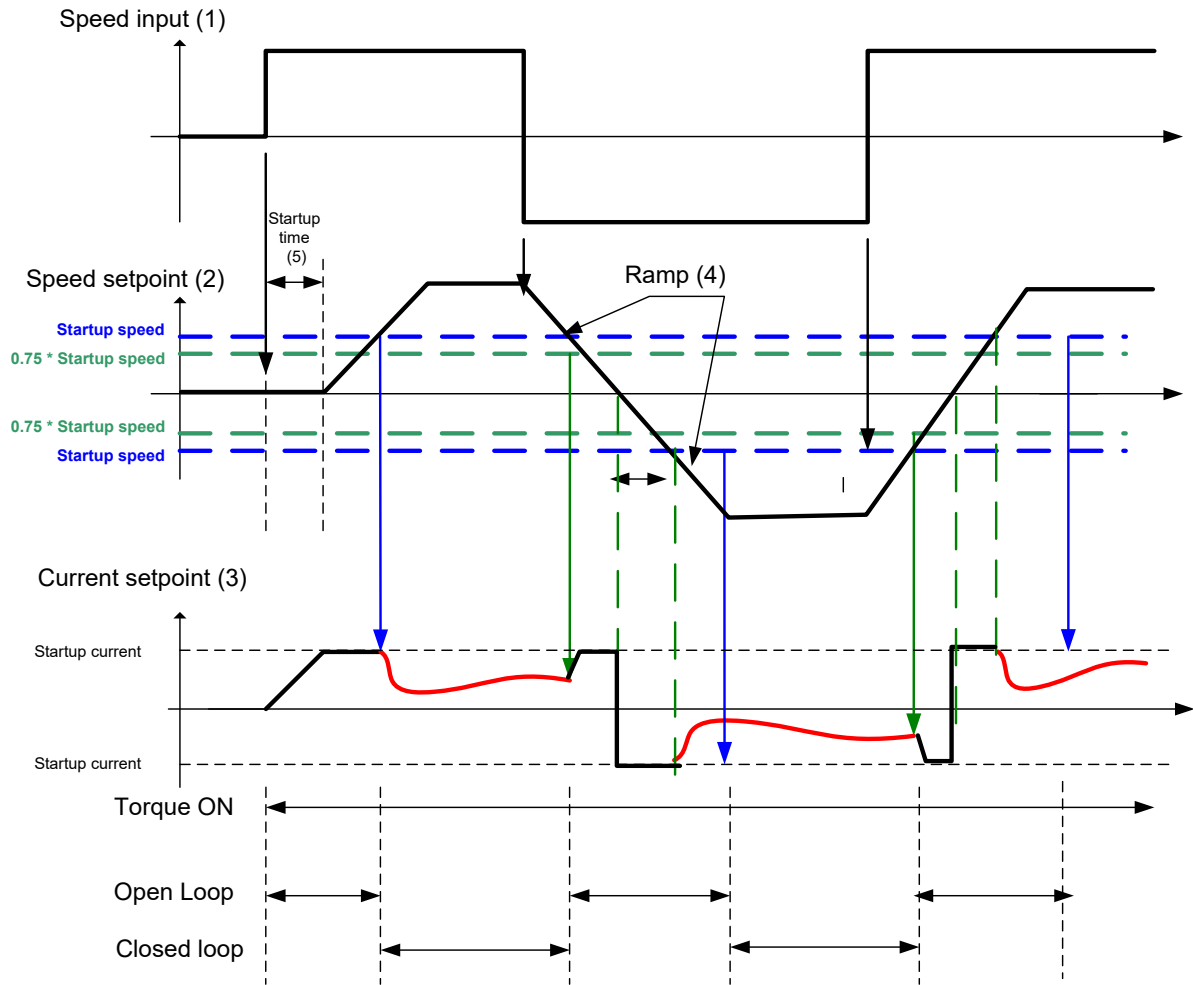 Speed input (1)
Startup
time
(5)
Speed setpoint (2)
Ramp (4)
Startup speed
0.75 * Startup speed
0.75 * Startup speed
Startup speed
Current setpoint (3)
Startup current
Startup current
Torque ON
Open Loop
Closed loop